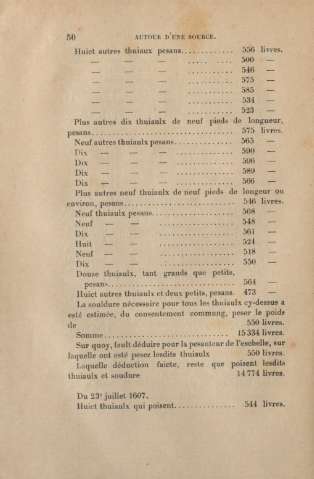 50 AUTOUR D'UNE SOURCE.
Huict autres thuiaux pesans............ 556 livres.
— — — ..... ..... 500 —
— — — ............ 546 —
— — — ............ 575 —
— — — ............ 585 —
— — — ............ 534 —
— — — ............ 523 —
Plus autres dix thuiaulx de neuf pieds de longueur,
pesans.............................. 575 livres.
Neuf autres thuiaulx pesans............ 565 —
Dix — — ............ 590 —
Dix — — ............ 596 —
Dix — — ............ 589 —
Dix — — ............ 566 —
Plus autres neuf thuiaulx de neuf pieds de longeur ou
environ, pesans........................ 546 livres.
Neuf thuiaulx pesans.................. 508 —
Neuf — — .................. 548 —
Dix — — .................. 561 —
Huit — — .................. 524 —
Neuf — — .................. 518 —
Dix — — .................. 550 —
Douse thuiaulx, tant grands que petits,
pesans............................ 564 —
Huict autres thuiaulx et deux petits, pesans 473 —
La souldure nécessaire pour tous les thuiaulx cy-dessus a
esté estimée, du consentement commung, peser le poids
de 550 livres.
Somme............................ 15 334 livres.
Sur quoy, fault déduire pour la pesanteur de l'eschelle, sur
laquelle ont esté pesez lesdits thuiaulx 550 livres.
Laquelle déduction faicte, reste que poisent lesdits
thuiaulx et soudure 14 774 livres.
Du 23e juillet 1607.
Huict thuiaulx qui poisent............... 544 livres.